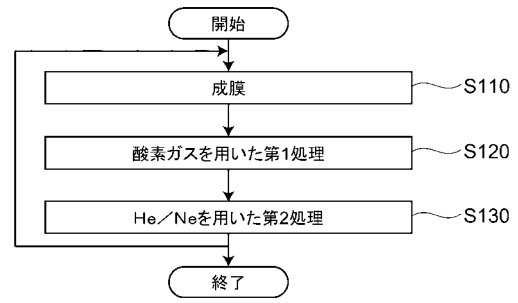 開始
成膜
S110
酸素ガスを用いた第1処理
S120
He／Neを用いた第2処理
S130
終了